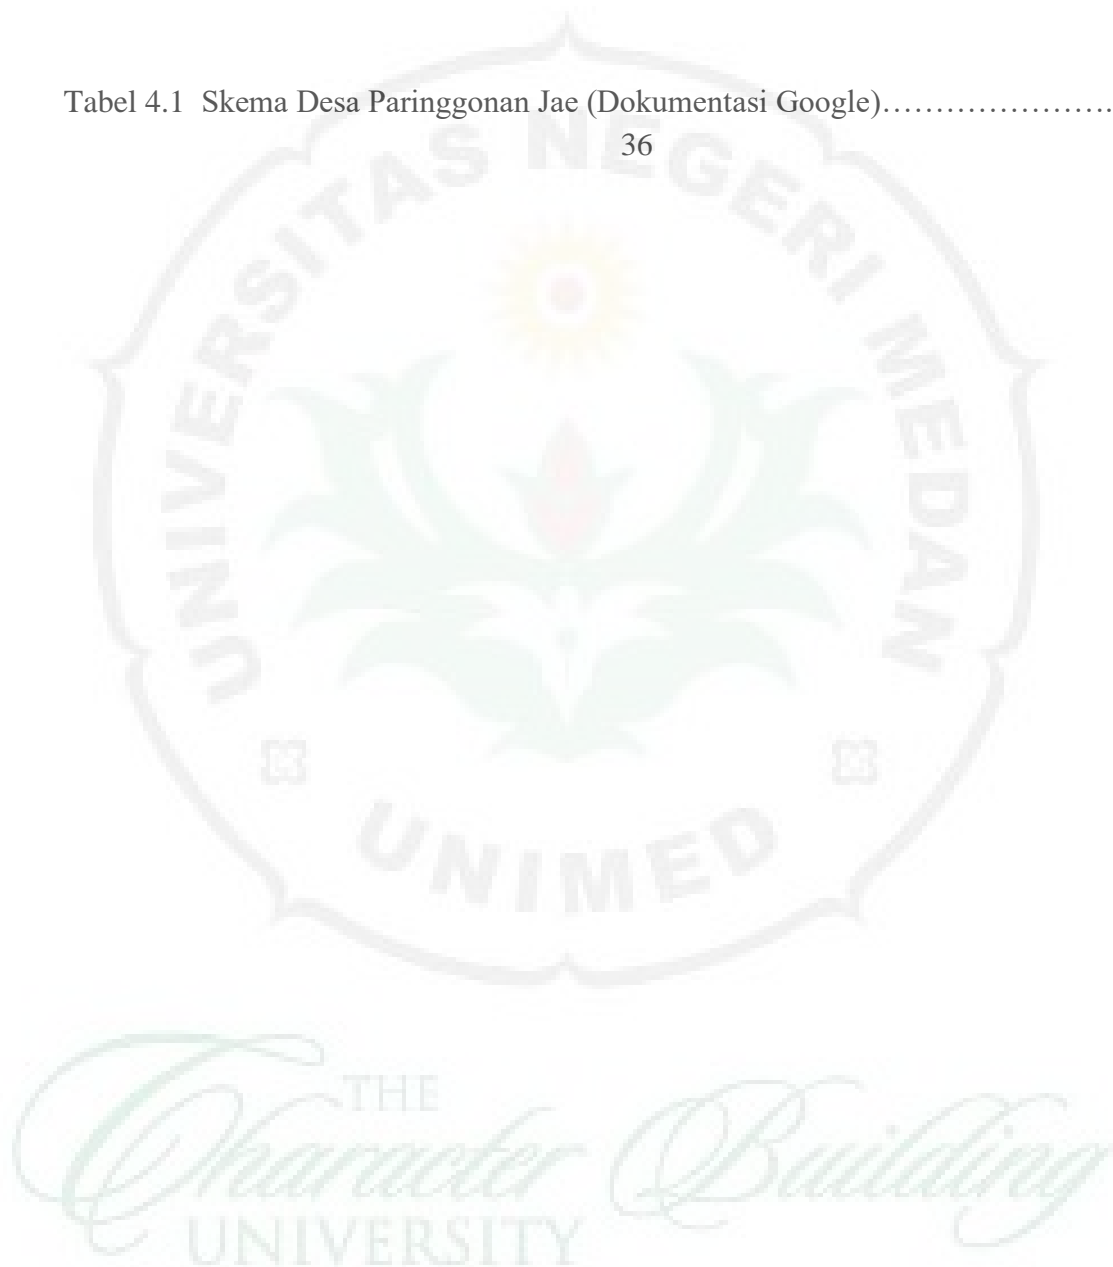 Tabel 4.1  Skema Desa Paringgonan Jae (Dokumentasi Google)…………………..
36
UNIVERSITAS NEGERI MEDAN
UNIMED
THE
Character Building
UNIVERSITY